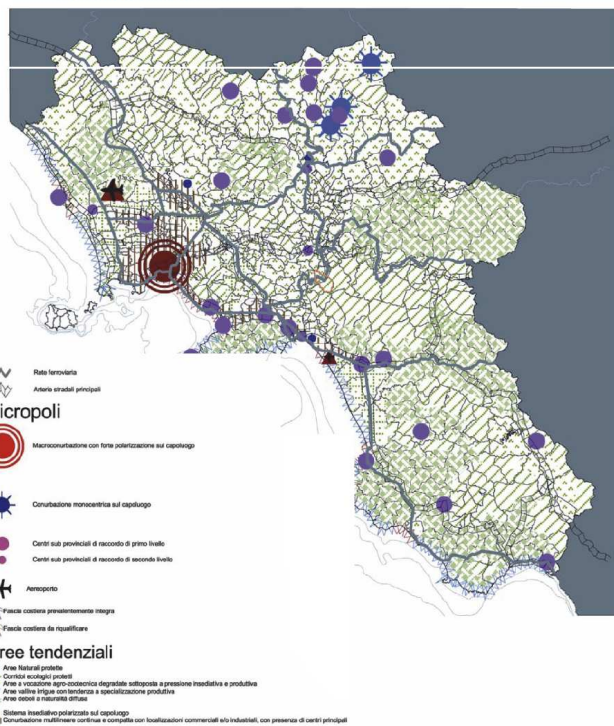 Rete ferroviaria
Arterie stradali principali
icropoli
Macroconurbazione con forte polarizzazione sul capoluogo
Conurbazione monocentrica sul capoluogo
Centri sub provinciali di raccordo di primo livello
Centri sub provinciali di raccordo di secondo livello
Aereoporto
Fascia costiera prevalentemente integra
Fascia costiera da riqualificare
ree tendenziali
Aree Naturali protette
Corridoi ecologici protetti
Aree a vocazione agro-zootecnica degradate sottoposta a pressione insediativa e produttiva
Aree vallive irrigue con tendenza a specializzazione produttiva
Aree deboli a naturalità diffusa
Sistema insediativo polarizzato sul capoluogo
Conurbazione multilineare continua e compatta con localizzazioni commerciali e/o industriali, con presenza di centri principali